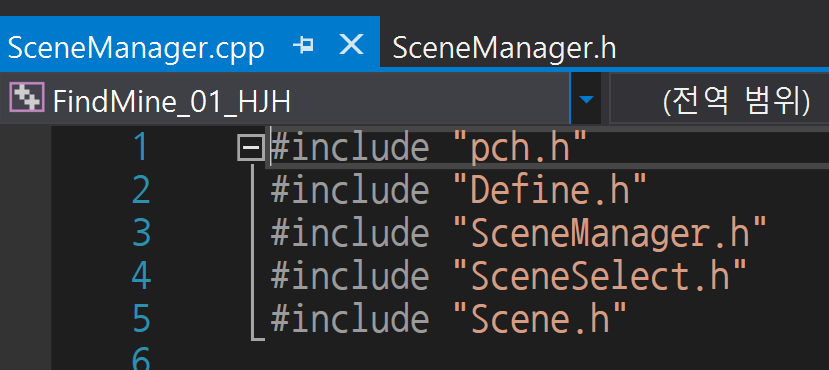 SceneManager.cpp SceneManager.h
FindMine_01_HJH (전역 범위)
1 #include "pch.h"
2 #include "Define.h"
3 #include "SceneManager.h"
4 #include "SceneSelect.h"
5 #include "Scene.h"
6